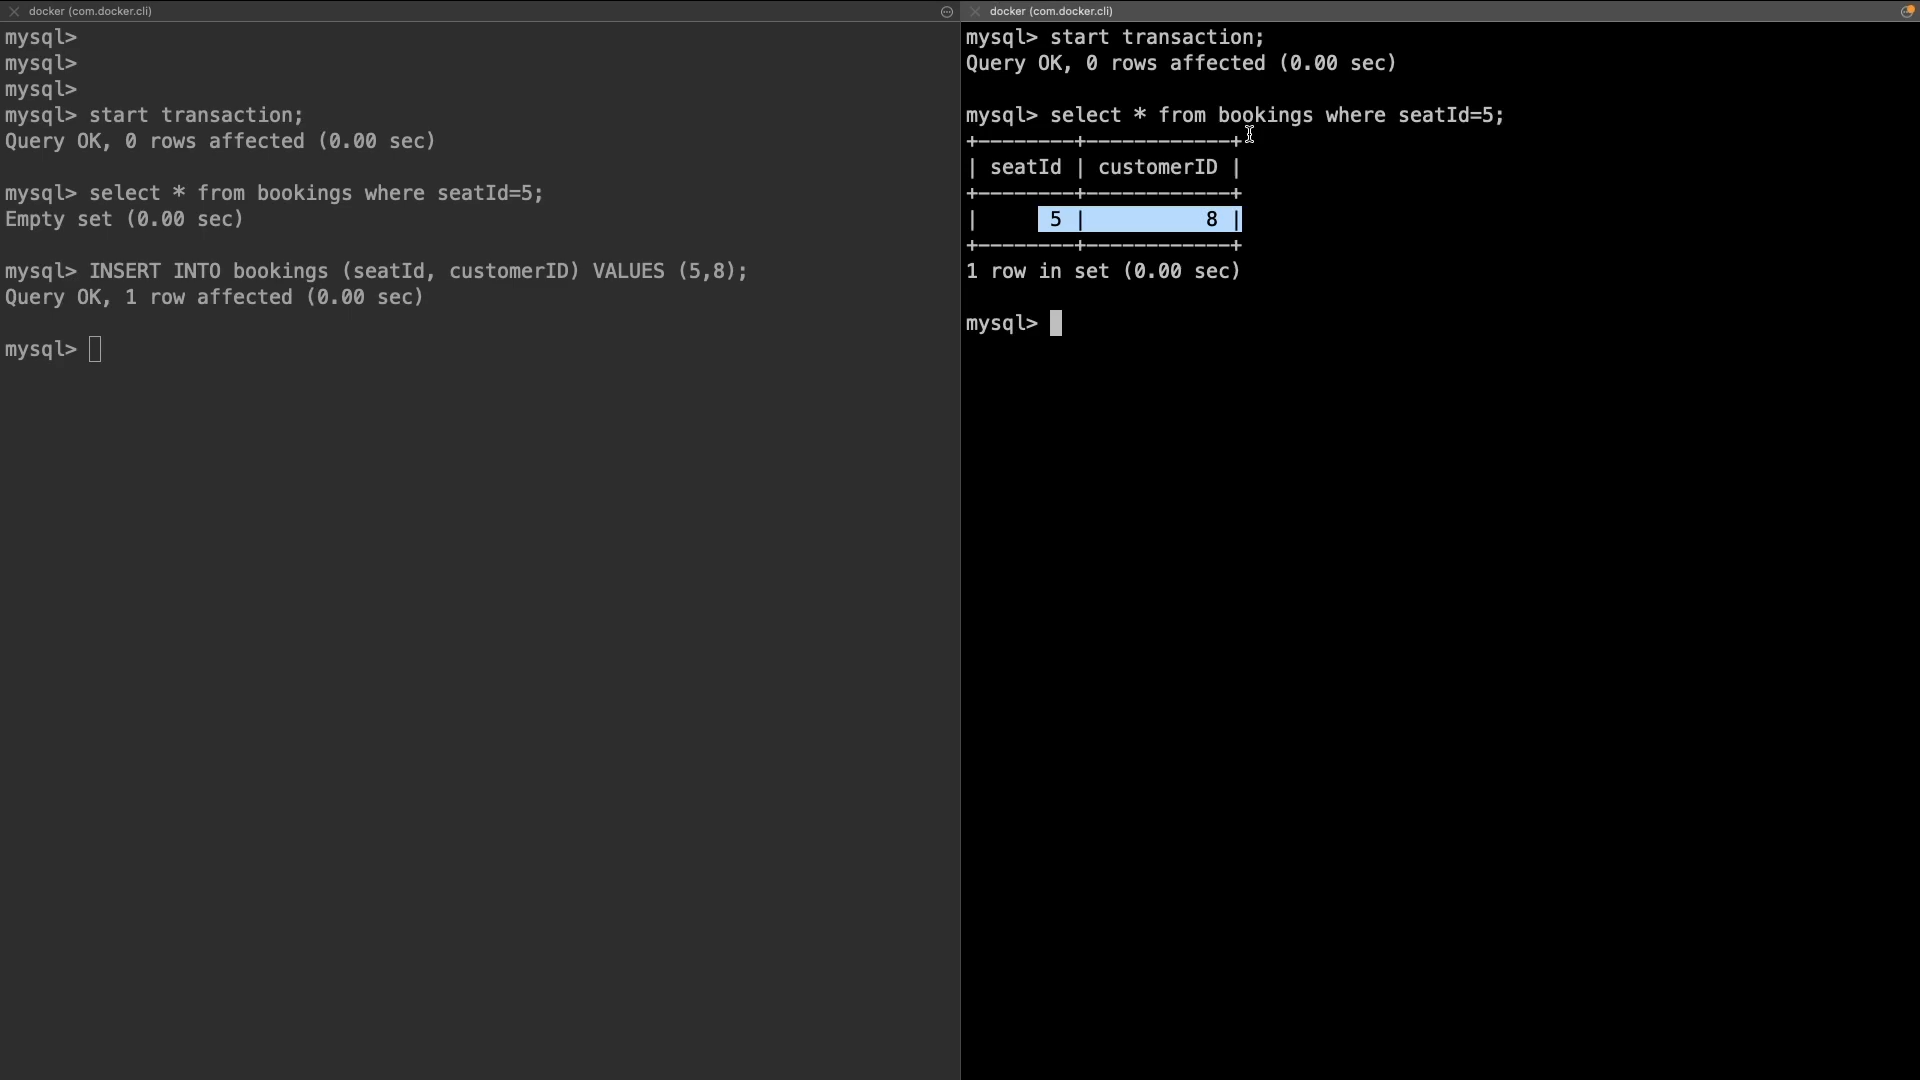 docker (com.docker.cli)
mysql>
mysql>
mysql>
mysql> start transaction;
Query OK, 0 rows affected (0.00 sec)
mysql> select * from bookings where seatId=5;
Empty set (0.00 sec)
mysql> INSERT INTO bookings (seatId, customerID) VALUES (5,8);
Query OK, 1 row affected (0.00 sec)
mysql>
docker (com.docker.cli)
mysql> start transaction;
Query OK, 0 rows affected (0.00 sec)
mysql> select * from bookings where seatId=5;
+--------+------------+
| seatId | customerID |
+--------+------------+
|      5 |          8 |
+--------+------------+
1 row in set (0.00 sec)
mysql>